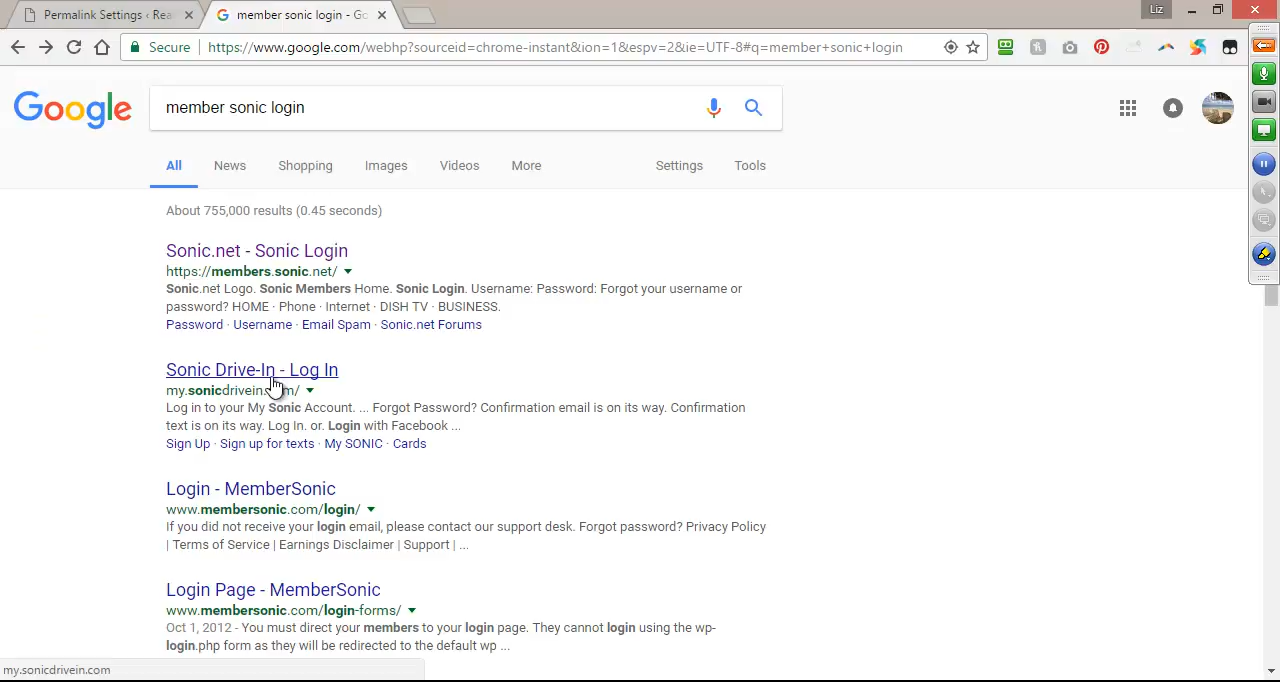 Permalink Settings ‹ Rea
member sonic login - Go
Liz
Secure
https://www.google.com/webhp?sourceid=chrome-instant&ion=1&espv=2&ie=UTF-8#q=member+sonic+login
Google
member sonic login
All News Shopping Images Videos More Settings Tools
About 755,000 results (0.45 seconds)
Sonic.net - Sonic Login
https://members.sonic.net/
Sonic.net Logo. Sonic Members Home. Sonic Login. Username: Password: Forgot your username or
password? HOME · Phone · Internet · DISH TV · BUSINESS.
Password · Username · Email Spam · Sonic.net Forums
Sonic Drive-In - Log In
my.sonicdrivein.com/
Log in to your My Sonic Account. ... Forgot Password? Confirmation email is on its way. Confirmation
text is on its way. Log In. or. Login with Facebook ...
Sign Up · Sign up for texts · My SONIC · Cards
Login - MemberSonic
www.membersonic.com/login/
If you did not receive your login email, please contact our support desk. Forgot password? Privacy Policy
| Terms of Service | Earnings Disclaimer | Support | ...
Login Page - MemberSonic
www.membersonic.com/login-forms/
Oct 1, 2012 - You must direct your members to your login page. They cannot login using the wp-
login.php form as they will be redirected to the default wp ...
my.sonicdrivein.com